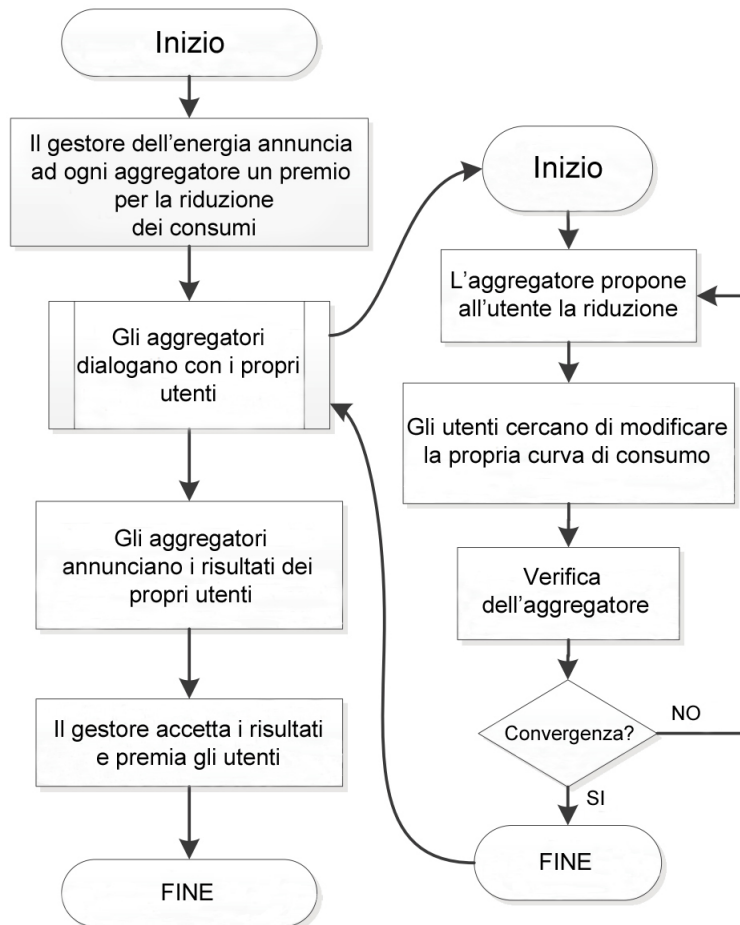 Inizio
Il gestore dell'energia annuncia
ad ogni aggregatore un premio
per la riduzione
dei consumi
Gli aggregatori
dialogano con i propri
utenti
Gli aggregatori
annunciano i risultati dei
propri utenti
Il gestore accetta i risultati
e premia gli utenti
FINE
Inizio
L'aggregatore propone
all'utente la riduzione
Gli utenti cercano di modificare
la propria curva di consumo
Verifica
dell'aggregatore
Convergenza?
NO
SI
FINE